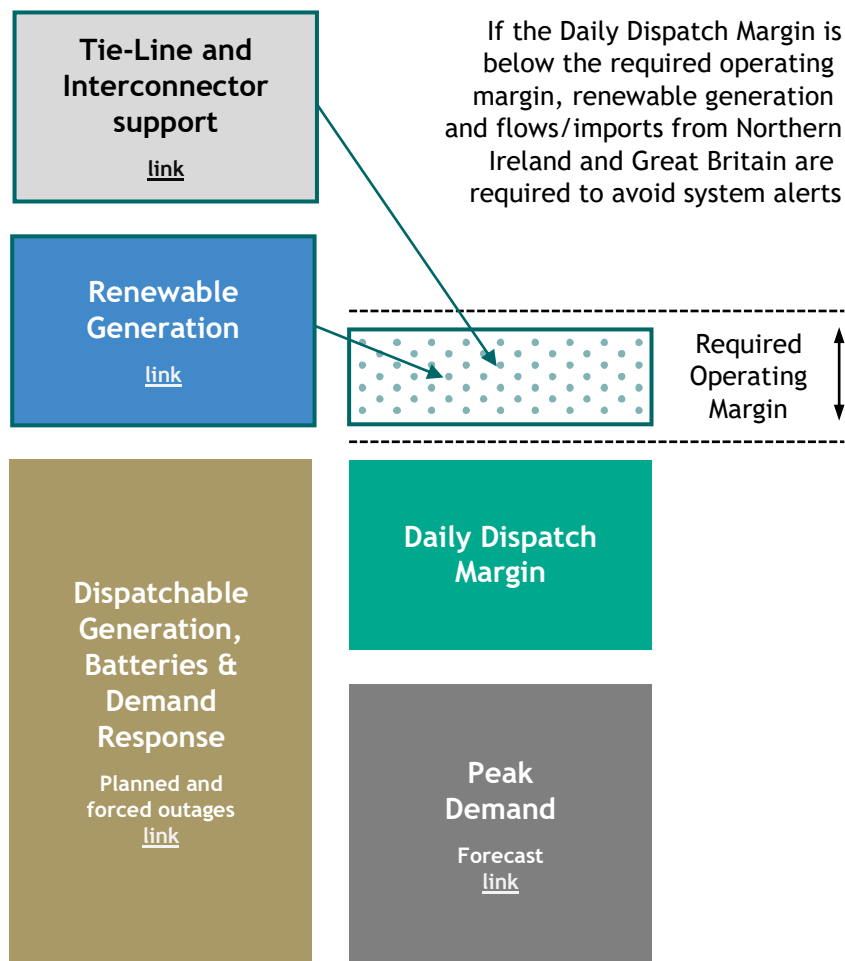 Tie-Line and
Interconnector
support
link
If the Daily Dispatch Margin is
below the required operating
margin, renewable generation
and flows/imports from Northern
Ireland and Great Britain are
required to avoid system alerts
Renewable
Generation
link
Required
Operating
Margin
Daily Dispatch
Margin
Dispatchable
Generation,
Batteries &
Demand
Response
Planned and
forced outages
link
Peak
Demand
Forecast
link